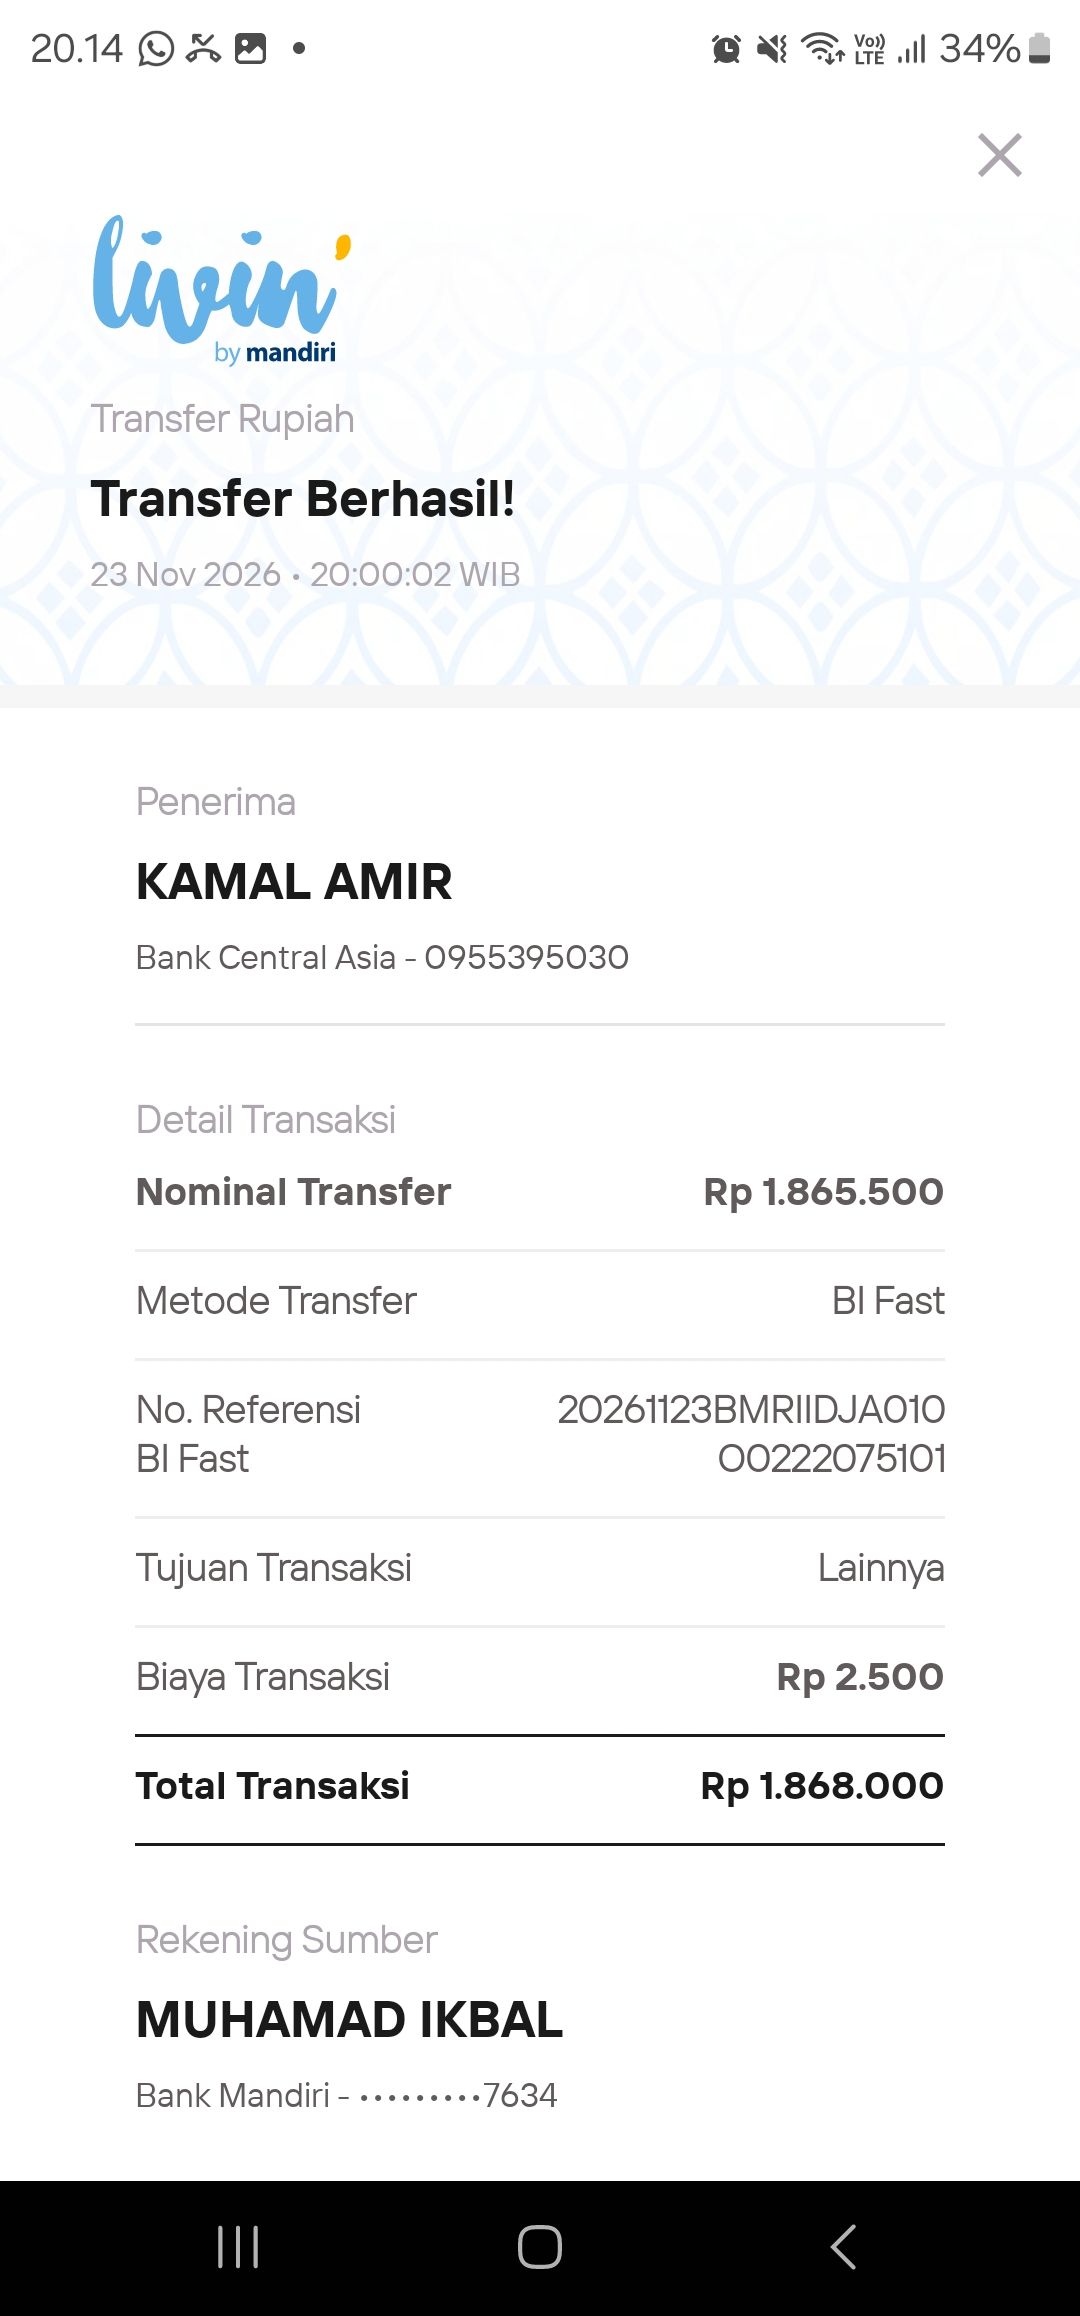 20.14 34%
Vo)) LTE
livin'
by mandiri
Transfer Rupiah
Transfer Berhasil!
23 Nov 2026 • 20:00:02 WIB
Penerima
KAMAL AMIR
Bank Central Asia - 0955395030
Detail Transaksi
Nominal Transfer Rp 1.865.500
Metode Transfer BI Fast
No. Referensi 20261123BMRIIDJA010
BI Fast O0222075101
Tujuan Transaksi Lainnya
Biaya Transaksi Rp 2.500
Total Transaksi Rp 1.868.000
Rekening Sumber
MUHAMAD IKBAL
Bank Mandiri - •••••••••7634